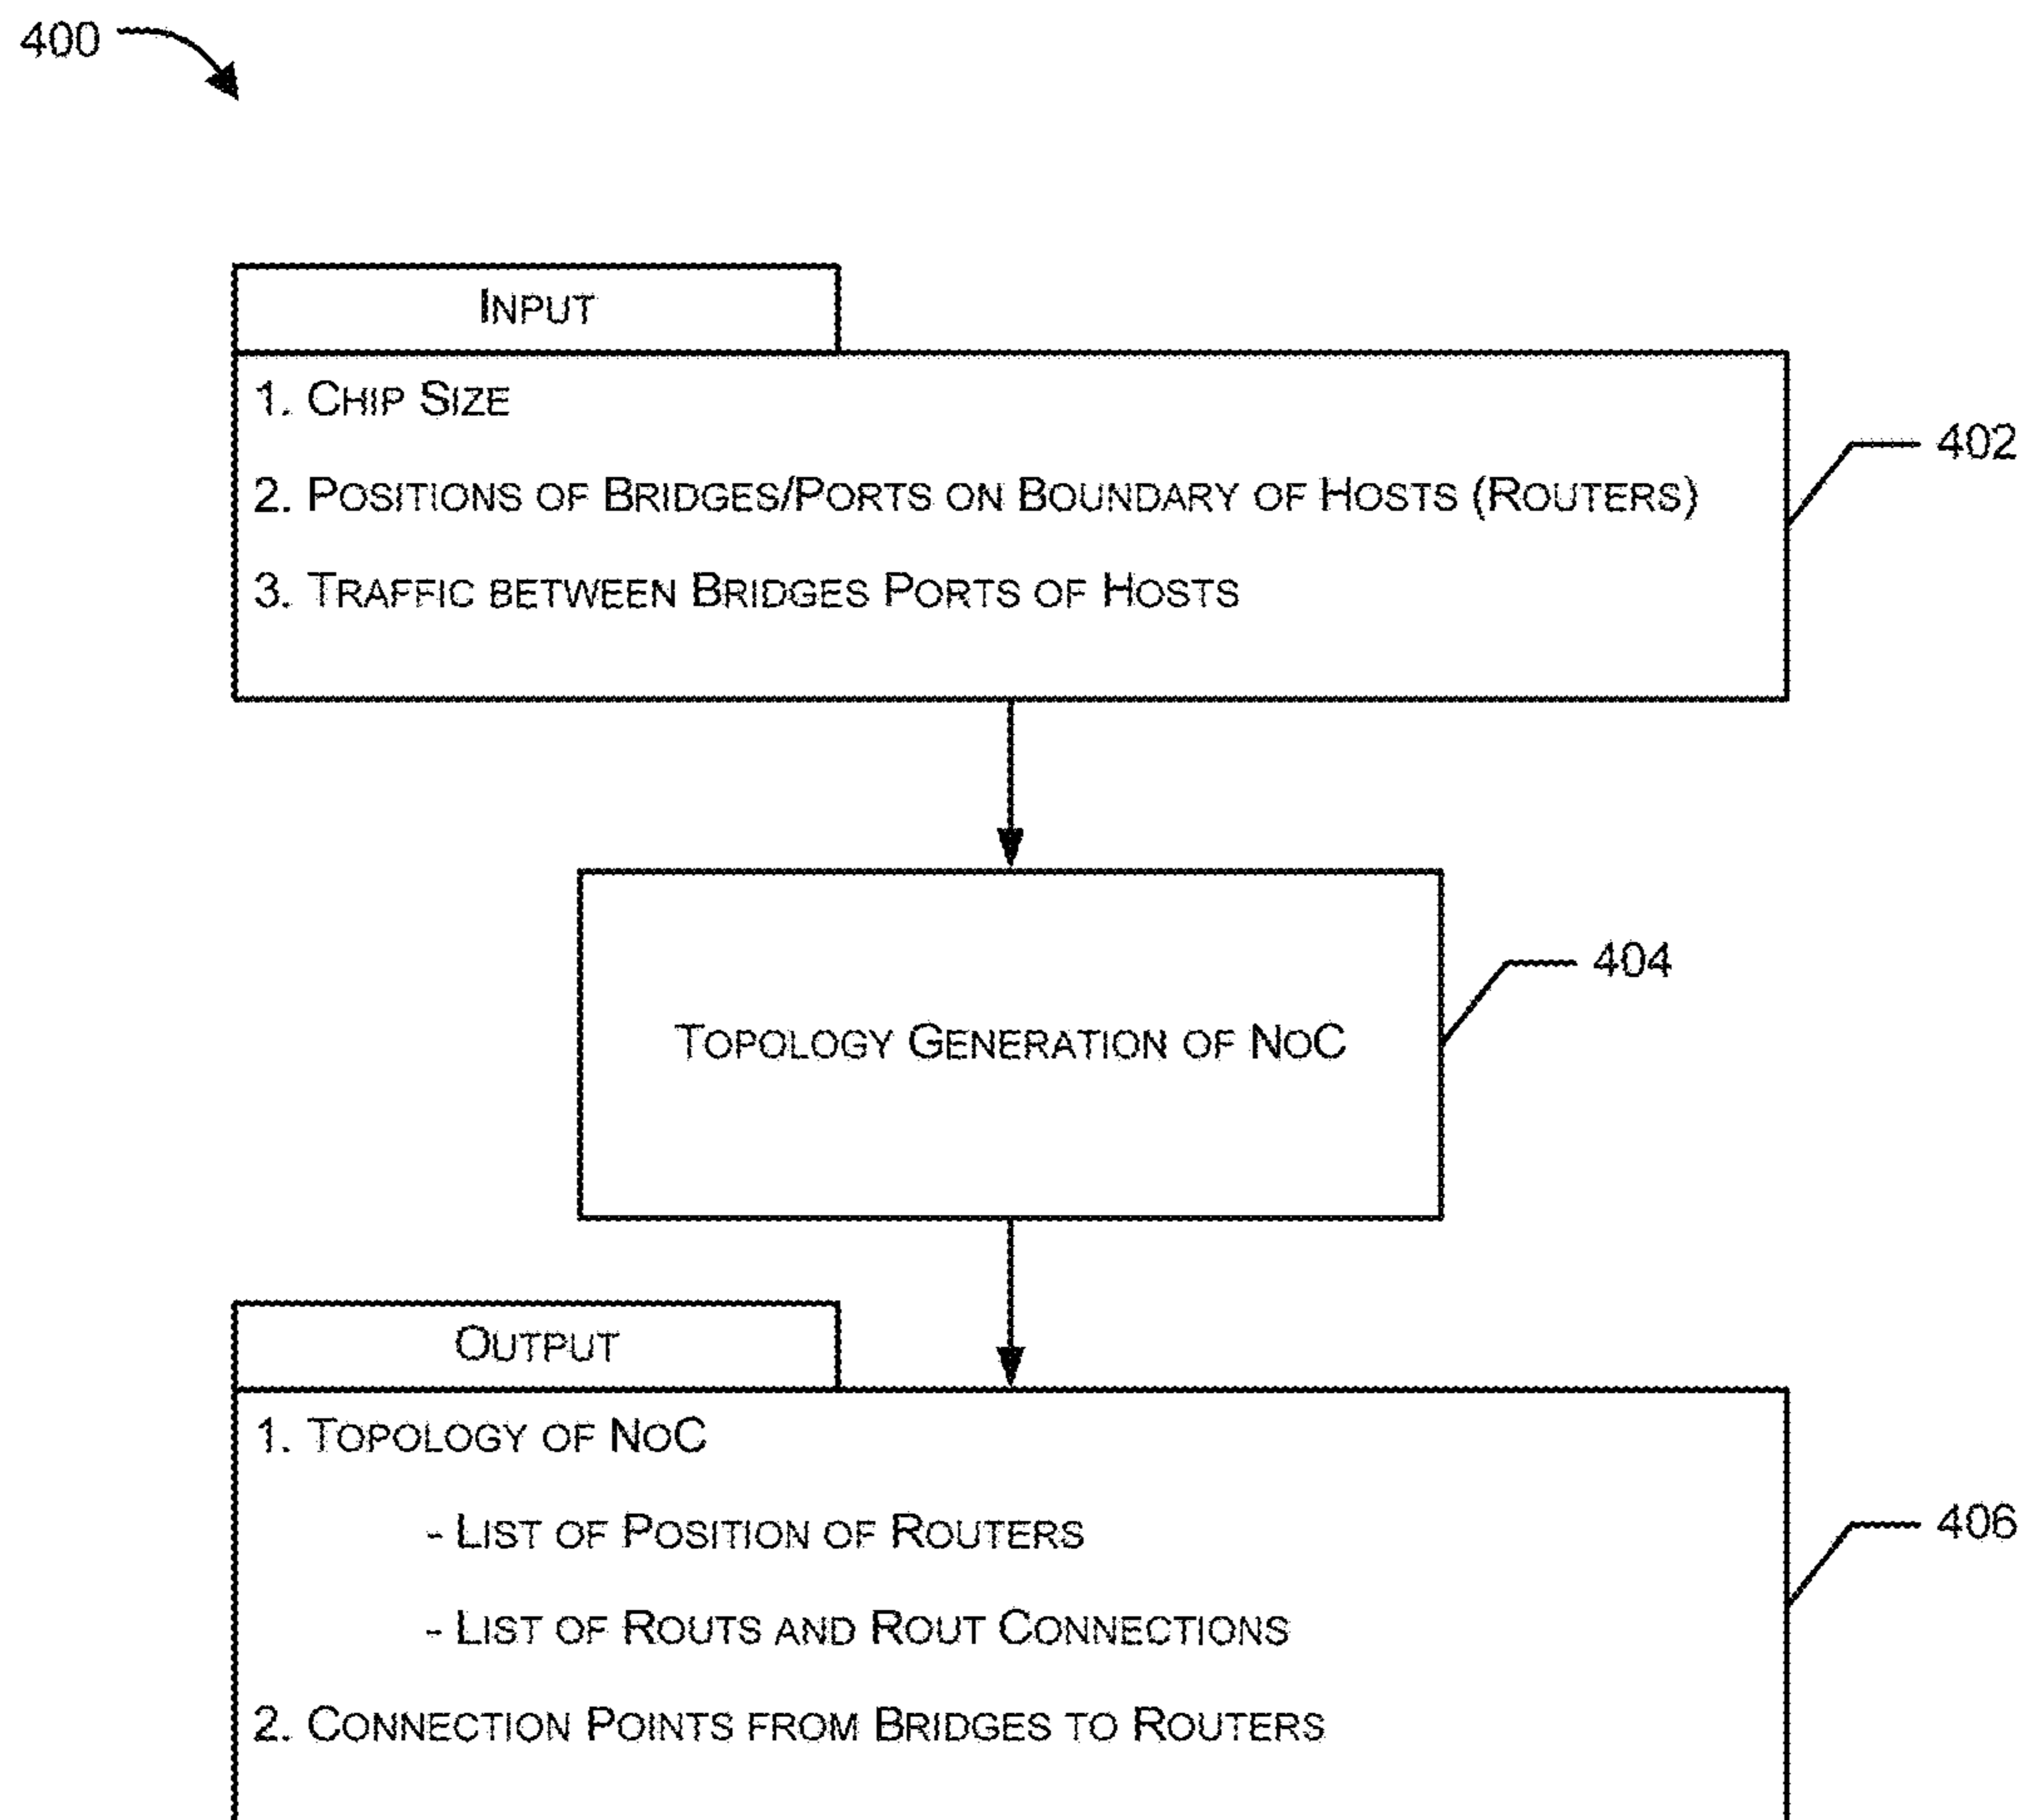 400
INPUT
1. CHIP SIZE
402
2. POSITIONS OF BRIDGES/PORTS ON BOUNDARY OF HOSTS (ROUTERS)
3. TRAFFIC BETWEEN BRIDGES PORTS OF HOSTS
404
TOPOLOGY GENERATION OF NOC
OUTPUT
1. TOPOLOGY OF NOC
- LIST OF POSITION OF ROUTERS
406
- LIST OF ROUTS AND ROUT CONNECTIONS
2. CONNECTION POINTS FROM BRIDGES TO ROUTERS